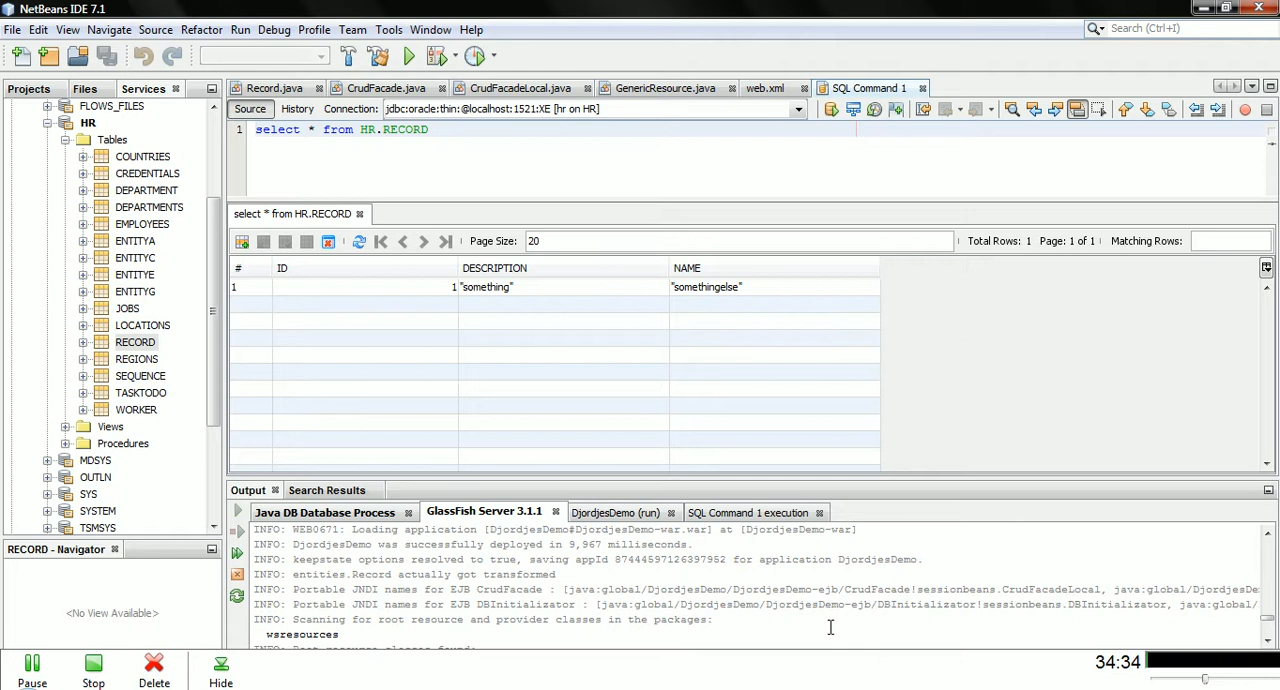 NetBeans IDE 7.1
File Edit View Navigate Source Refactor Run Debug Profile Team Tools Window Help
Search (Ctrl+I)
Projects Files Services
Record.java CrudFacade.java CrudFacadeLocal.java GenericResource.java web.xml SQL Command 1
Source History Connection: jdbc:oracle:thin:@localhost:1521:XE [hr on HR]
1 select * from HR.RECORD
FLOWS_FILES
HR
Tables
COUNTRIES
CREDENTIALS
DEPARTMENT
DEPARTMENTS
EMPLOYEES
ENTITYA
ENTITYC
ENTITYE
ENTITYG
JOBS
LOCATIONS
RECORD
REGIONS
SEQUENCE
TASKTODO
WORKER
Views
Procedures
MDSYS
OUTLN
SYS
SYSTEM
TSMSYS
select * from HR.RECORD
Page Size: 20 Total Rows: 1 Page: 1 of 1 Matching Rows:
# ID DESCRIPTION NAME
1 1 "something" "somethingelse"
RECORD - Navigator
<No View Available>
Output Search Results
Java DB Database Process GlassFish Server 3.1.1 DjordjesDemo (run) SQL Command 1 execution
INFO: WEB0671: Loading application [DjordjesDemo#DjordjesDemo-war.war] at [DjordjesDemo]
INFO: DjordjesDemo was successfully deployed in 9,967 milliseconds.
INFO: keepstate options resolved to true, saving appId 87444597126397952 for application DjordjesDemo.
INFO: entities.Record actually got transformed
INFO: Portable JNDI names for EJB CrudFacade : [java:global/DjordjesDemo/DjordjesDemo-ejb/CrudFacade!sessionbeans.CrudFacadeLocal, java:global/DjordjesDem
INFO: Portable JNDI names for EJB DBInitializator : [java:global/DjordjesDemo/DjordjesDemo-ejb/DBInitializator!sessionbeans.DBInitializator, java:global/
INFO: Scanning for root resource and provider classes in the packages:
wsresources
Pause Stop Delete Hide
34:34